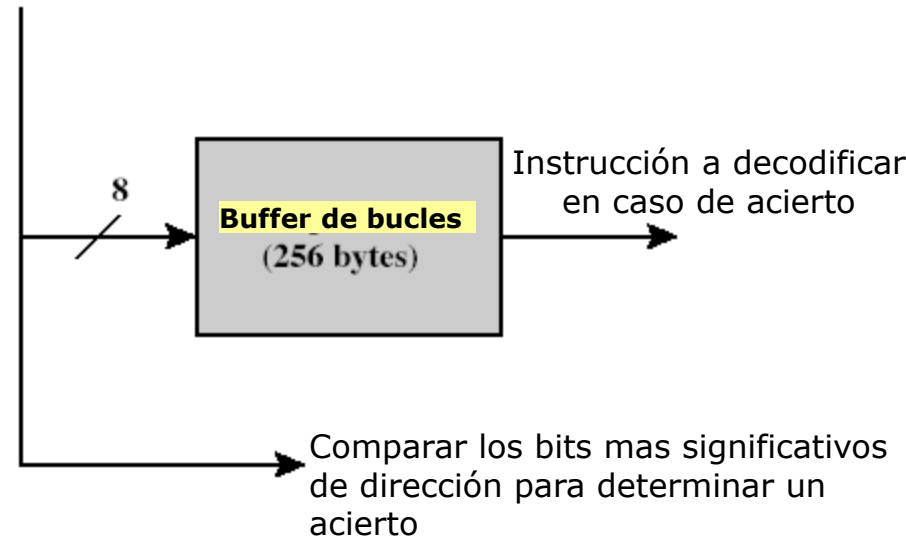 8
Buffer de bucles
(256 bytes)
Instrucción a decodificar
en caso de acierto
Comparar los bits mas significativos
de dirección para determinar un
acierto